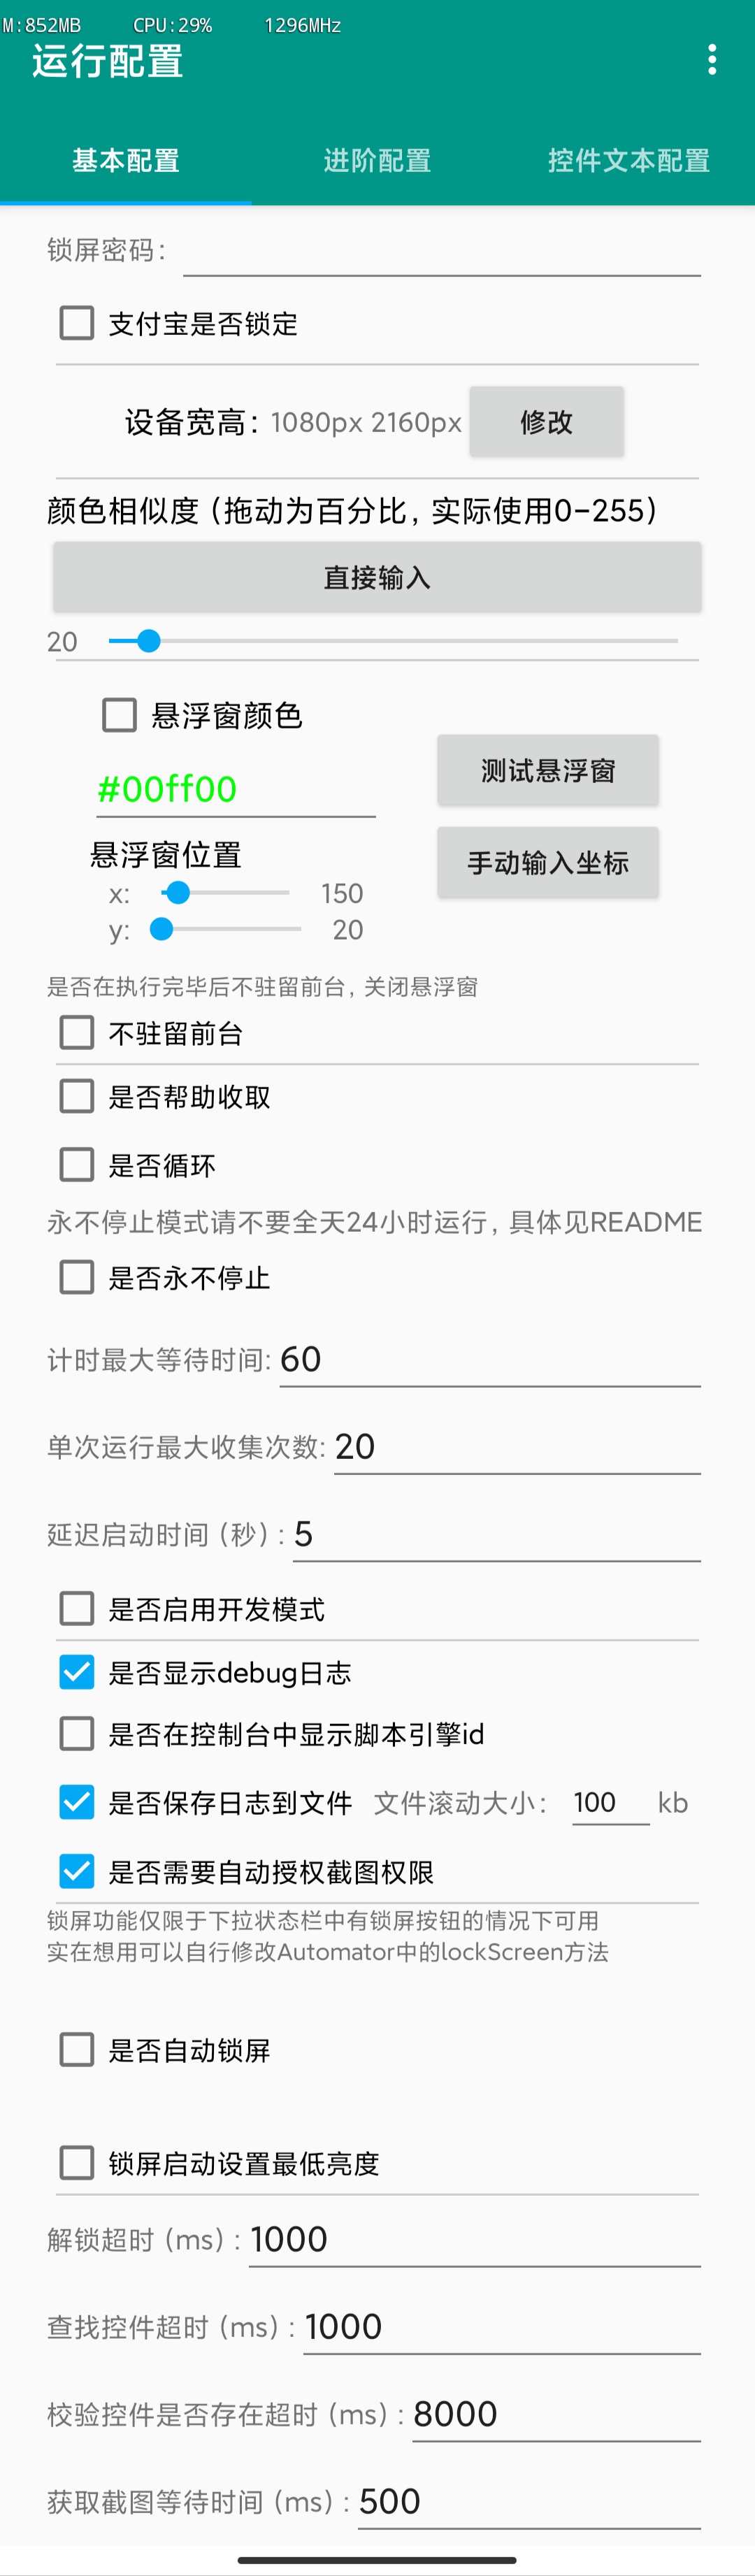 M:852MB CPU:29% 1296MHz
运行配置
基本配置 进阶配置 控件文本配置
锁屏密码:
支付宝是否锁定
设备宽高: 1080px 2160px 修改
颜色相似度 (拖动为百分比, 实际使用0-255)
直接输入
20
悬浮窗颜色
测试悬浮窗
#00ff00
悬浮窗位置
手动输入坐标
x: 150
y: 20
是否在执行完毕后不驻留前台, 关闭悬浮窗
不驻留前台
是否帮助收取
是否循环
永不停止模式请不要全天24小时运行, 具体见README
是否永不停止
计时最大等待时间: 60
单次运行最大收集次数: 20
延迟启动时间 (秒) : 5
是否启用开发模式
是否显示debug日志
是否在控制台中显示脚本引擎id
是否保存日志到文件 文件滚动大小: 100 kb
是否需要自动授权截图权限
锁屏功能仅限于下拉状态栏中有锁屏按钮的情况下可用
实在想用可以自行修改Automator中的lockScreen方法
是否自动锁屏
锁屏启动设置最低亮度
解锁超时 (ms) : 1000
查找控件超时 (ms) : 1000
校验控件是否存在超时 (ms) : 8000
获取截图等待时间 (ms) : 500